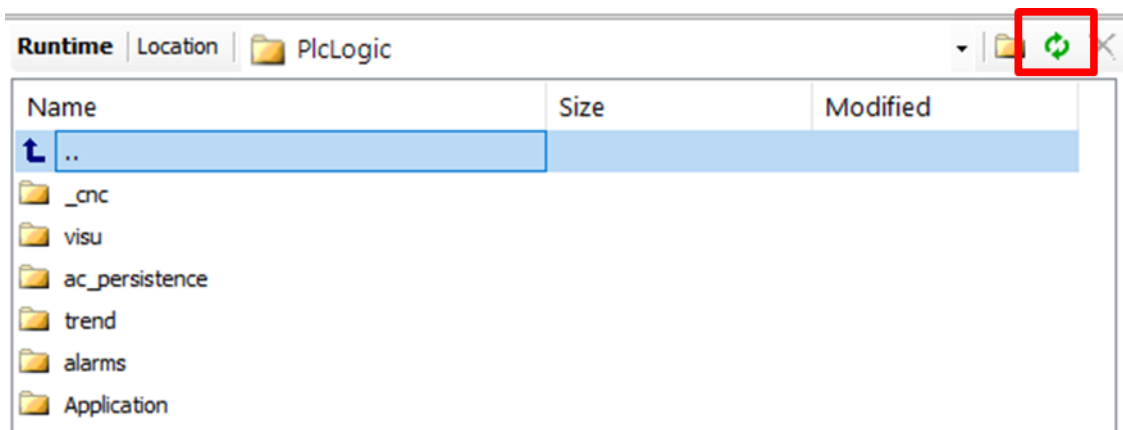 Runtime Location PlcLogic
Name Size Modified
..
_cnc
visu
ac_persistence
trend
alarms
Application